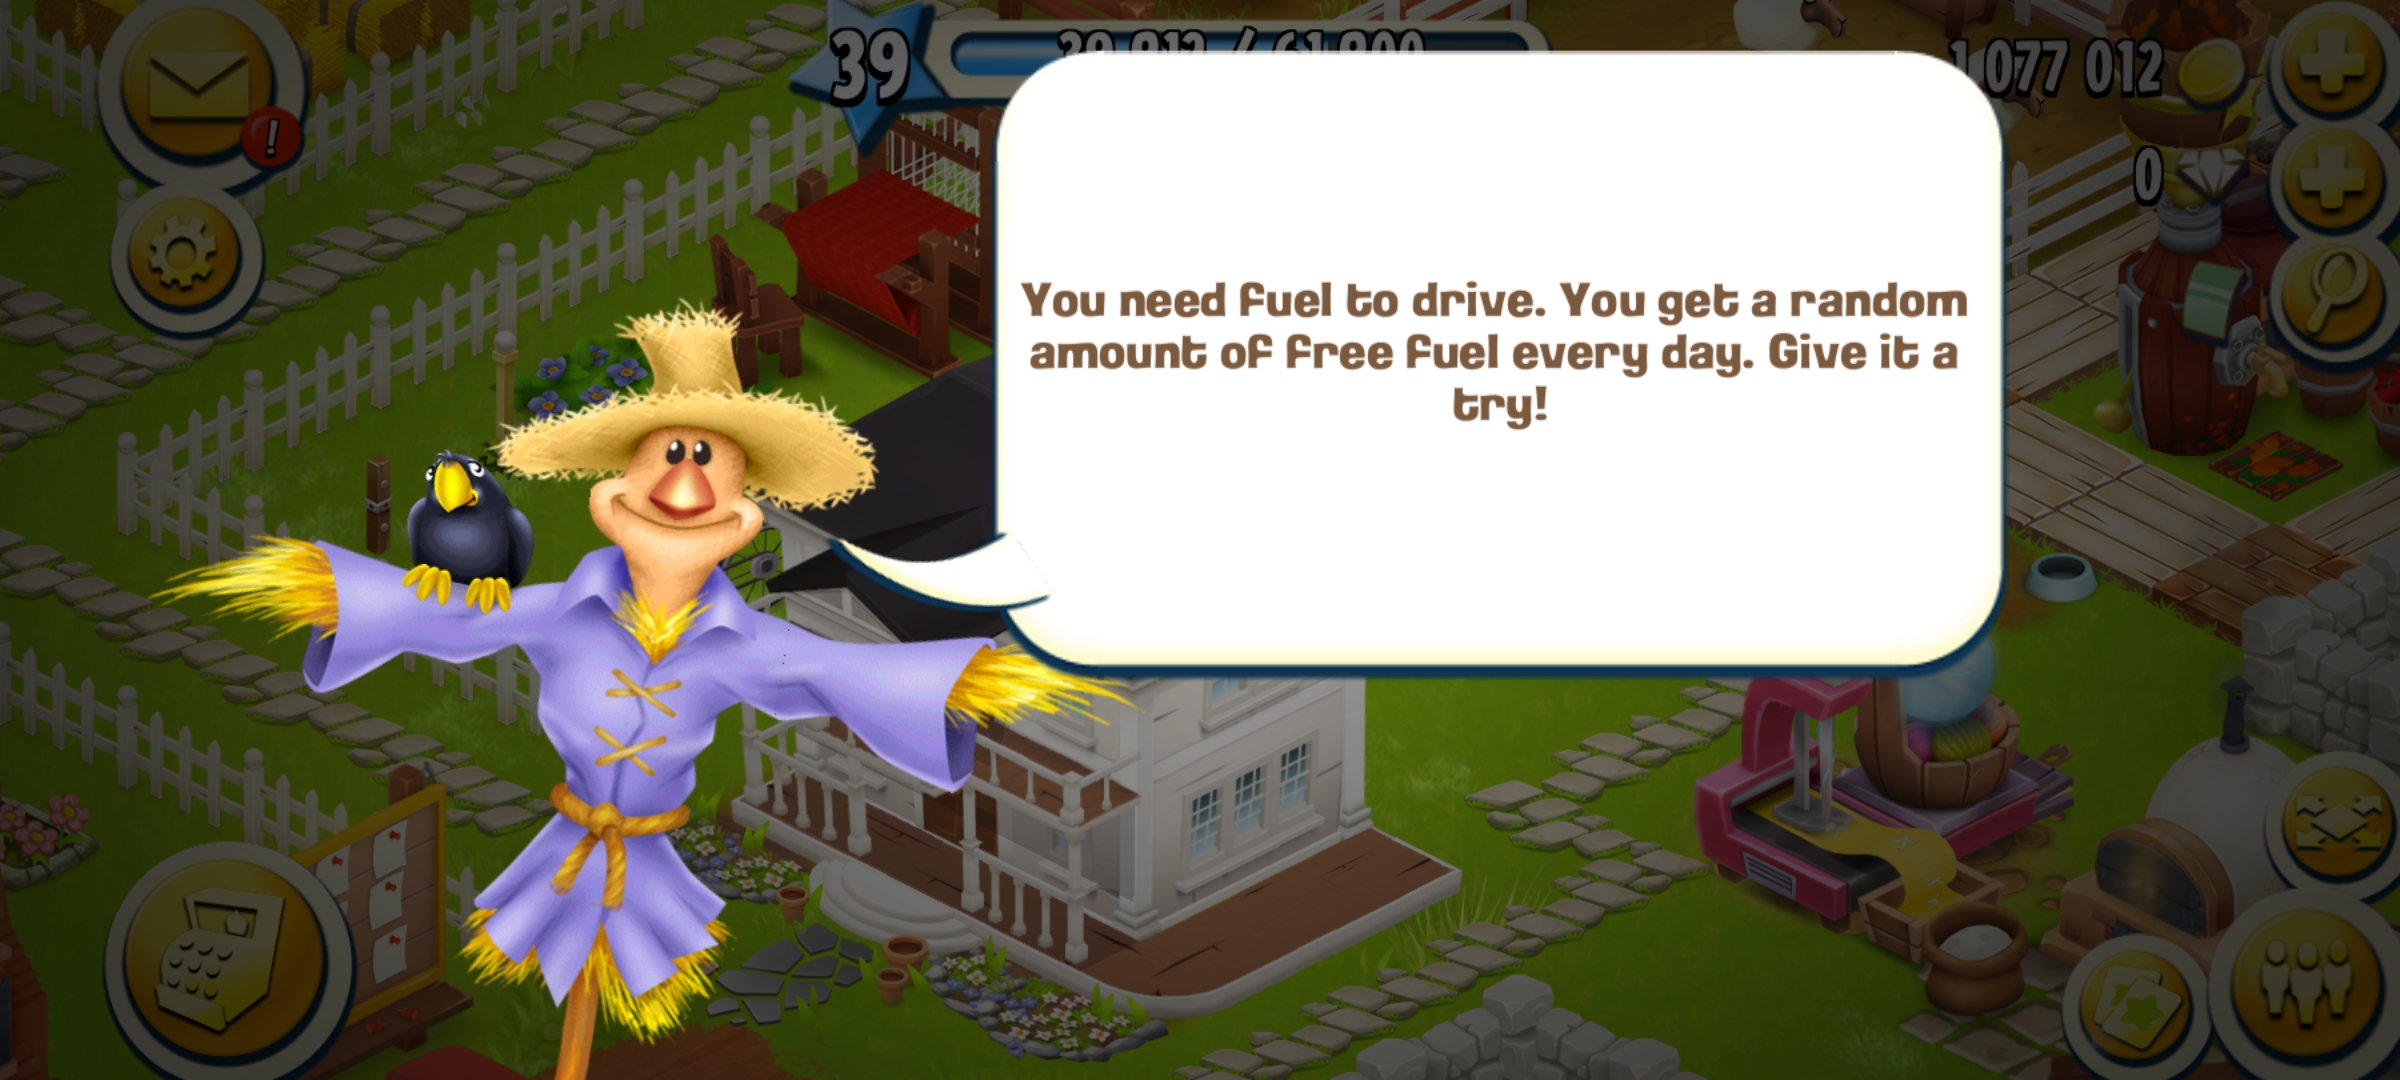 39
1 077 012
0
!
You need fuel to drive. You get a random
amount of free fuel every day. Give it a
try!